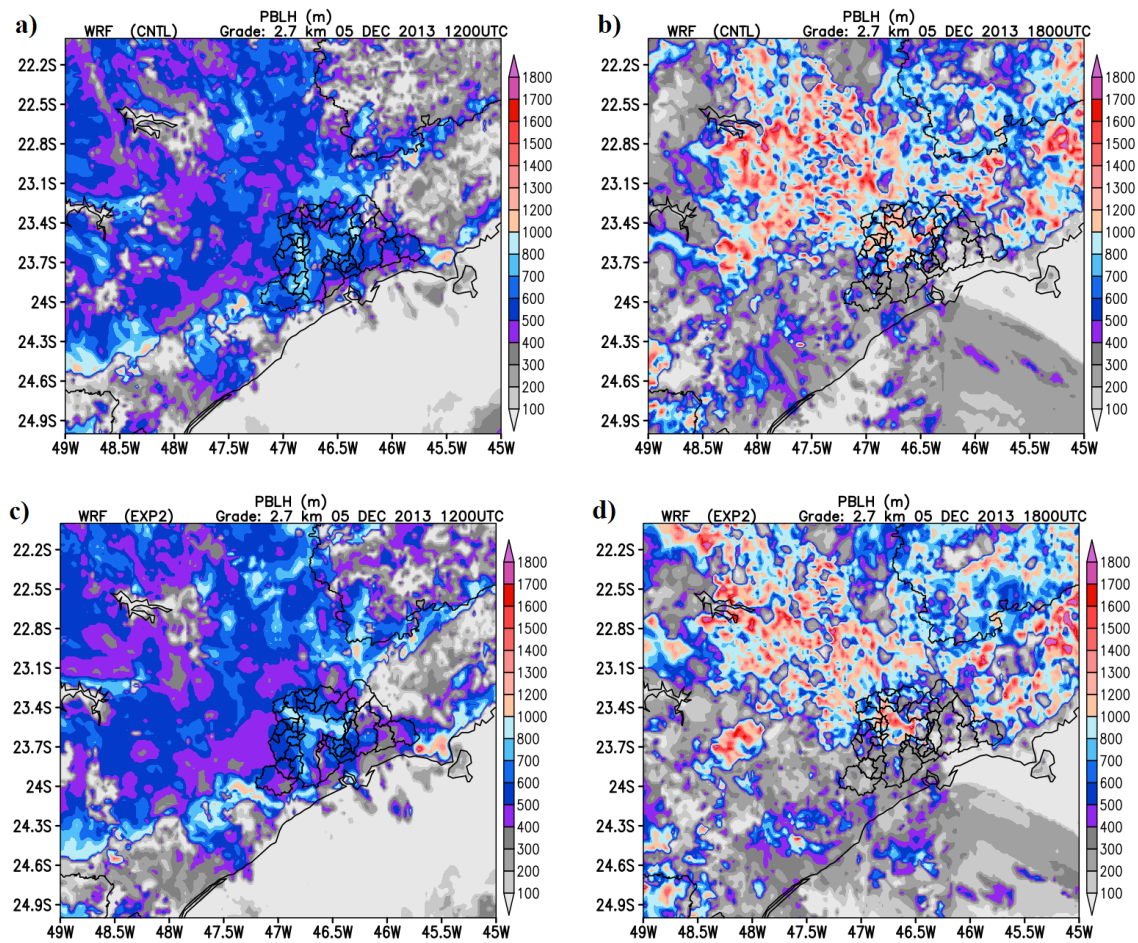 a)
PBLH (m)
WRF (CNTL) Grade: 2.7 km 05 DEC 2013 1200UTC
22.2S
22.5S
22.8S
23.1S
23.4S
23.7S
24S
24.3S
24.6S
24.9S
49W 48.5W 48W 47.5W 47W 46.5W 46W 45.5W 45W
1800
1700
1600
1500
1400
1300
1200
1000
800
700
600
500
400
300
200
100
b)
PBLH (m)
WRF (CNTL) Grade: 2.7 km 05 DEC 2013 1800UTC
22.2S
22.5S
22.8S
23.1S
23.4S
23.7S
24S
24.3S
24.6S
24.9S
49W 48.5W 48W 47.5W 47W 46.5W 46W 45.5W 45W
1800
1700
1600
1500
1400
1300
1200
1000
800
700
600
500
400
300
200
100
c)
PBLH (m)
WRF (EXP2) Grade: 2.7 km 05 DEC 2013 1200UTC
22.2S
22.5S
22.8S
23.1S
23.4S
23.7S
24S
24.3S
24.6S
24.9S
49W 48.5W 48W 47.5W 47W 46.5W 46W 45.5W 45W
1800
1700
1600
1500
1400
1300
1200
1000
800
700
600
500
400
300
200
100
d)
PBLH (m)
WRF (EXP2) Grade: 2.7 km 05 DEC 2013 1800UTC
22.2S
22.5S
22.8S
23.1S
23.4S
23.7S
24S
24.3S
24.6S
24.9S
49W 48.5W 48W 47.5W 47W 46.5W 46W 45.5W 45W
1800
1700
1600
1500
1400
1300
1200
1000
800
700
600
500
400
300
200
100